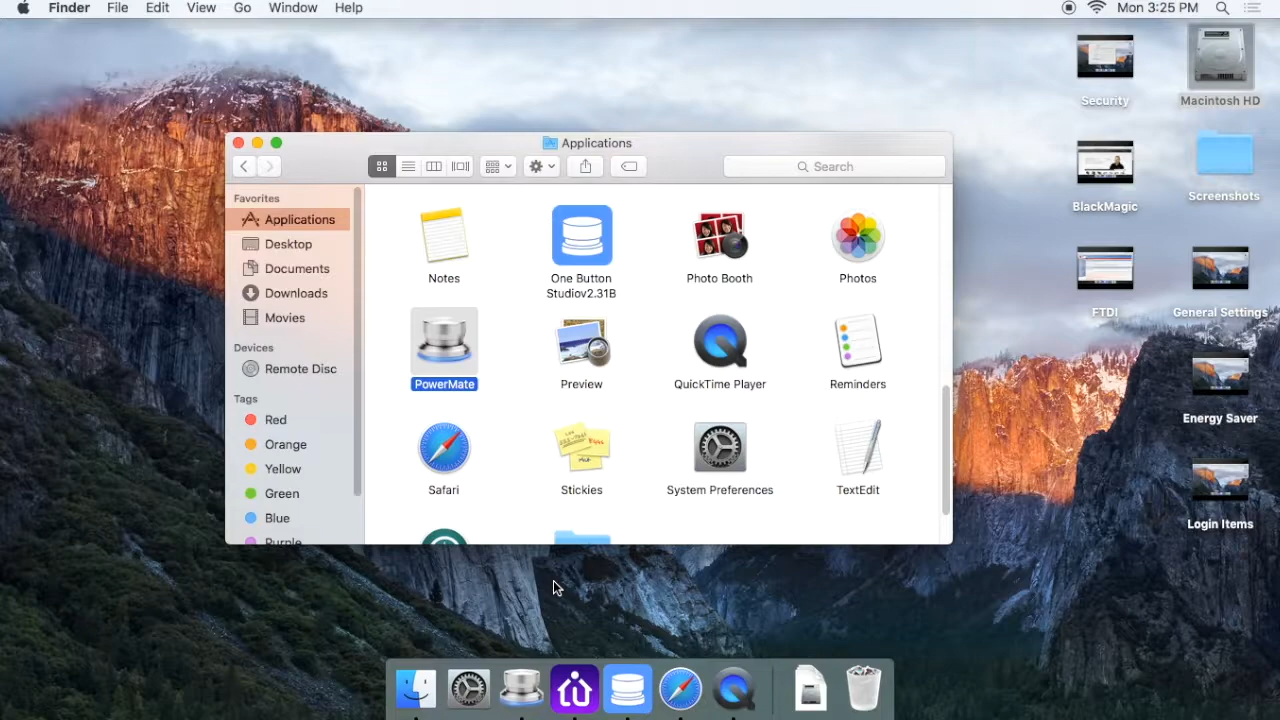 Finder File Edit View Go Window Help Mon 3:25 PM
Security
Macintosh HD
BlackMagic
Screenshots
FTDI
General Settings
Energy Saver
Login Items
Applications
Search
Favorites
Applications
Desktop
Documents
Downloads
Movies
Devices
Remote Disc
Tags
Red
Orange
Yellow
Green
Blue
Purple
Notes
One Button
Studiov2.31B
Photo Booth
Photos
PowerMate
Preview
QuickTime Player
Reminders
Safari
Stickies
System Preferences
TextEdit